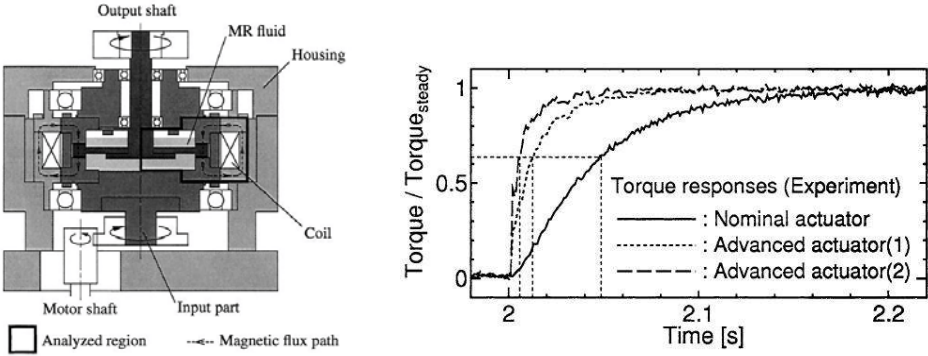 Output shaft
MR fluid
Housing
Coil
Motor shaft
Input part
Analyzed region
Magnetic flux path
Torque / Torque_steady
1
0.5
0
2
2.1
2.2
Time [s]
Torque responses (Experiment)
: Nominal actuator
: Advanced actuator(1)
: Advanced actuator(2)